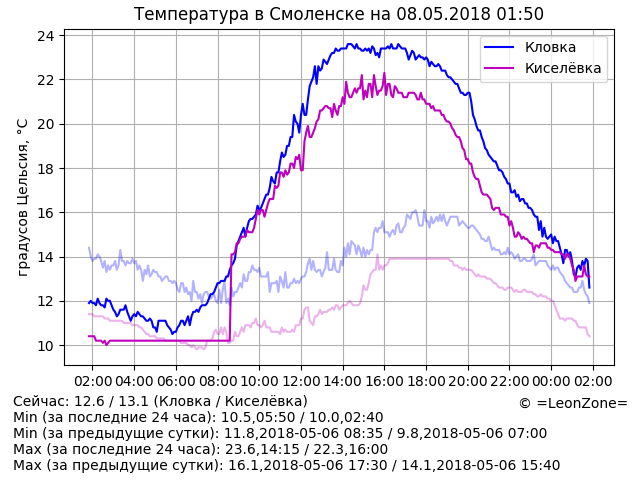 Температура в Смоленске на 08.05.2018 01:50
24
22
20
18
16
14
12
10
градусов Цельсия, °C
Кловка
Киселёвка
02:00 04:00 06:00 08:00 10:00 12:00 14:00 16:00 18:00 20:00 22:00 00:00 02:00
Сейчас: 12.6 / 13.1 (Кловка / Киселёвка)
© =LeonZone=
Min (за последние 24 часа): 10.5,05:50 / 10.0,02:40
Min (за предыдущие сутки): 11.8,2018-05-06 08:35 / 9.8,2018-05-06 07:00
Max (за последние 24 часа): 23.6,14:15 / 22.3,16:00
Max (за предыдущие сутки): 16.1,2018-05-06 17:30 / 14.1,2018-05-06 15:40